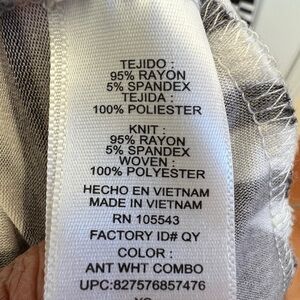 TEJIDO :
95% RAYON
5% SPANDEX
TEJIDA :
100% POLIESTER
KNIT :
95% RAYON
5% SPANDEX
WOVEN :
100% POLYESTER
HECHO EN VIETNAM
MADE IN VIETNAM
RN 105543
FACTORY ID# QY
COLOR :
ANT WHT COMBO
UPC:827576857476